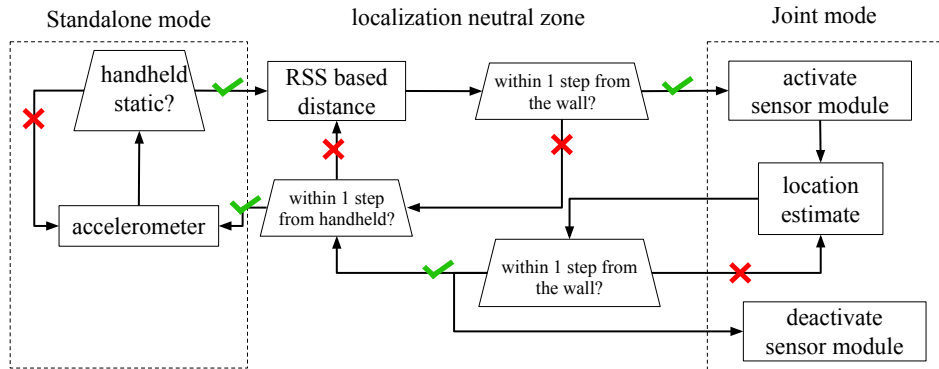 Standalone mode
localization neutral zone
Joint mode
handheld
static?
RSS based
distance
within 1 step from
the wall?
activate
sensor module
within 1 step
from handheld?
location
estimate
accelerometer
within 1 step from
the wall?
deactivate
sensor module